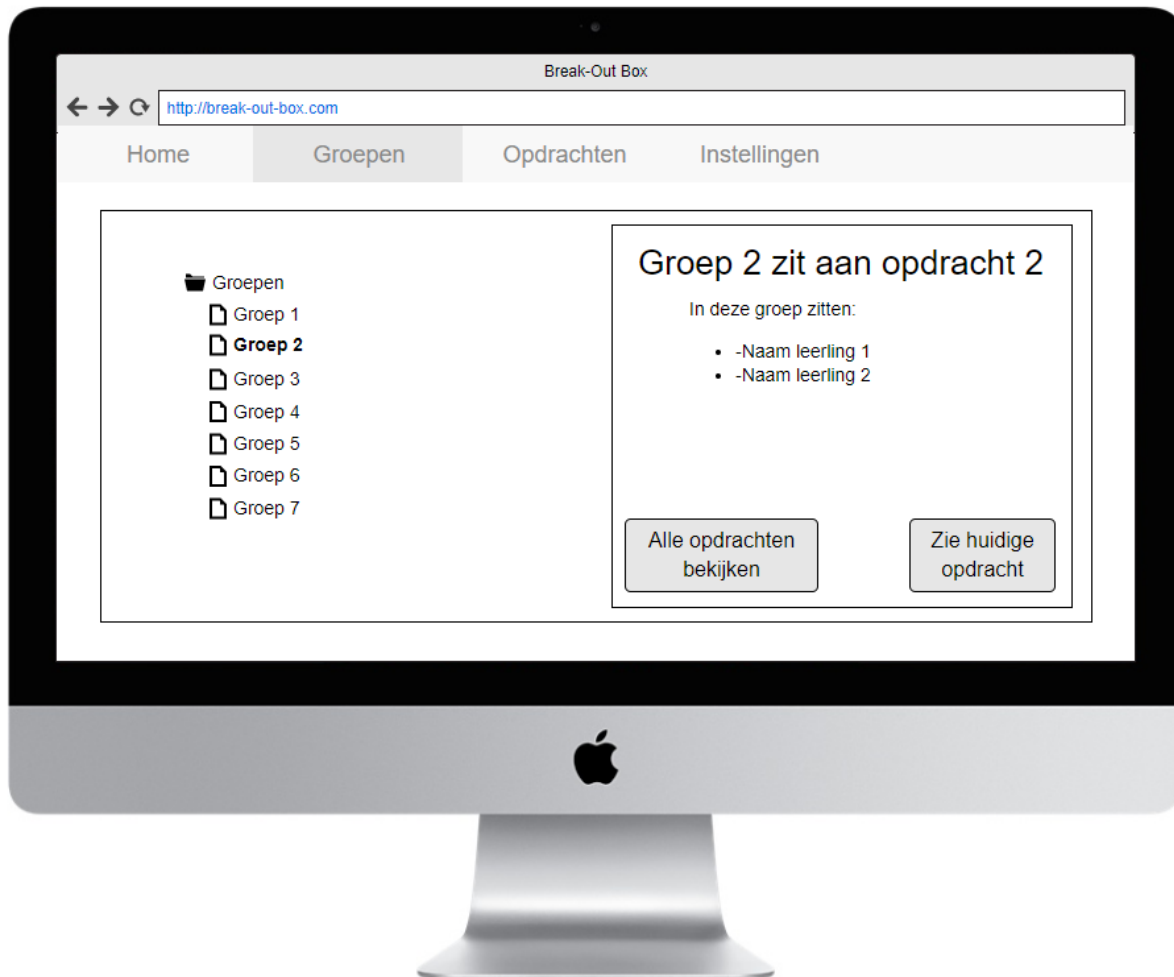 Break-Out Box
http://break-out-box.com
Home Groepen Opdrachten Instellingen
Groepen
Groep 1
Groep 2
Groep 3
Groep 4
Groep 5
Groep 6
Groep 7
Groep 2 zit aan opdracht 2
In deze groep zitten:
• -Naam leerling 1
• -Naam leerling 2
Alle opdrachten
bekijken
Zie huidige
opdracht